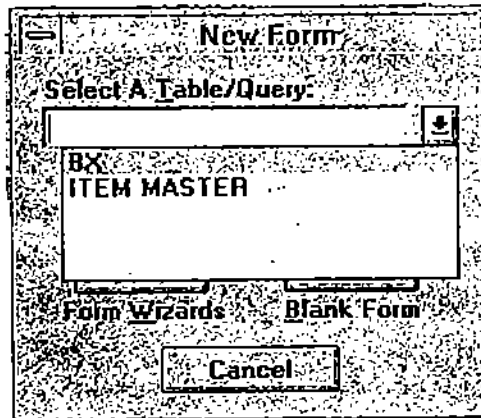 New Form
Select A Table/Query:
BX
ITEM MASTER
Form Wizards Blank Form
Cancel